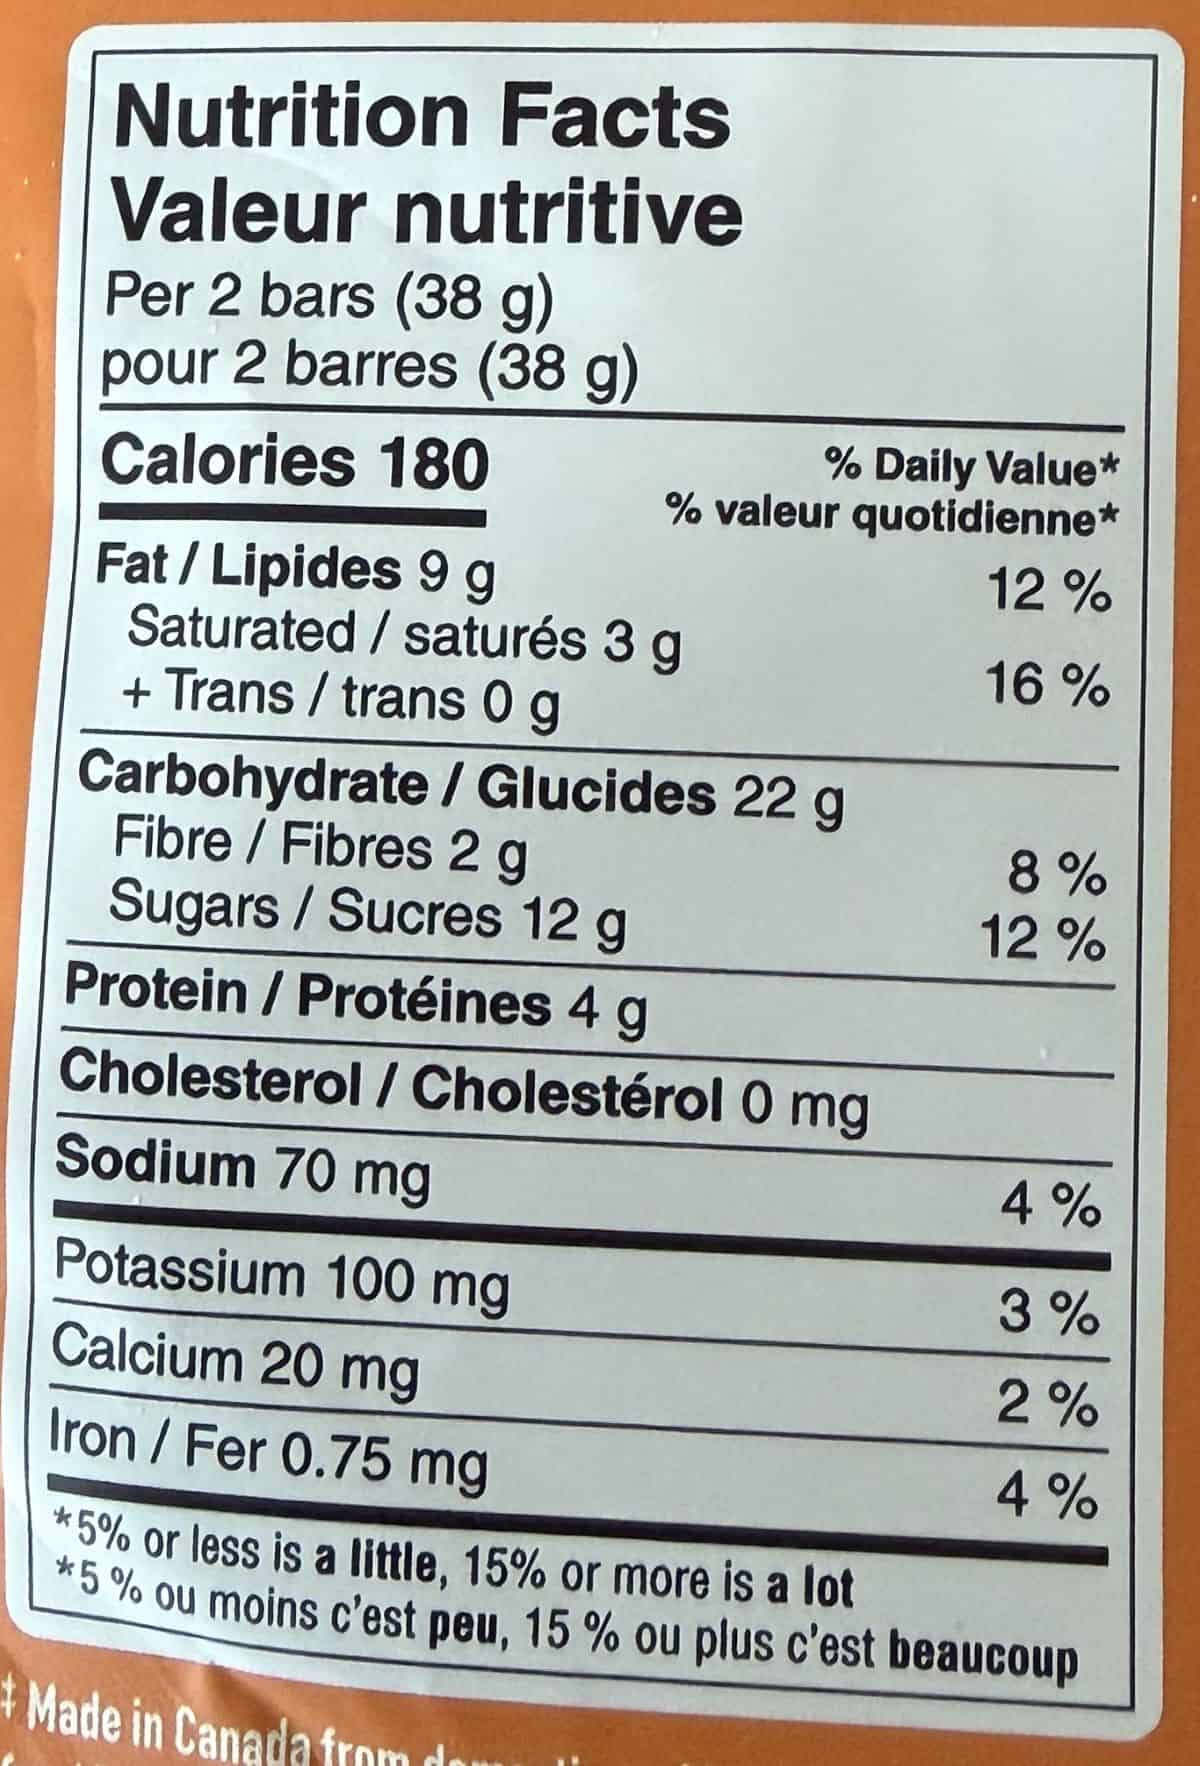 Nutrition Facts
Valeur nutritive
Per 2 bars (38 g)
pour 2 barres (38 g)
Calories 180
% Daily Value*
% valeur quotidienne*
Fat / Lipides 9 g 12 %
Saturated / saturés 3 g
+ Trans / trans 0 g 16 %
Carbohydrate / Glucides 22 g
Fibre / Fibres 2 g 8 %
Sugars / Sucres 12 g 12 %
Protein / Protéines 4 g
Cholesterol / Cholestérol 0 mg
Sodium 70 mg 4 %
Potassium 100 mg 3 %
Calcium 20 mg 2 %
Iron / Fer 0.75 mg 4 %
*5% or less is a little, 15% or more is a lot
*5 % ou moins c'est peu, 15 % ou plus c'est beaucoup
‡ Made in Canada from